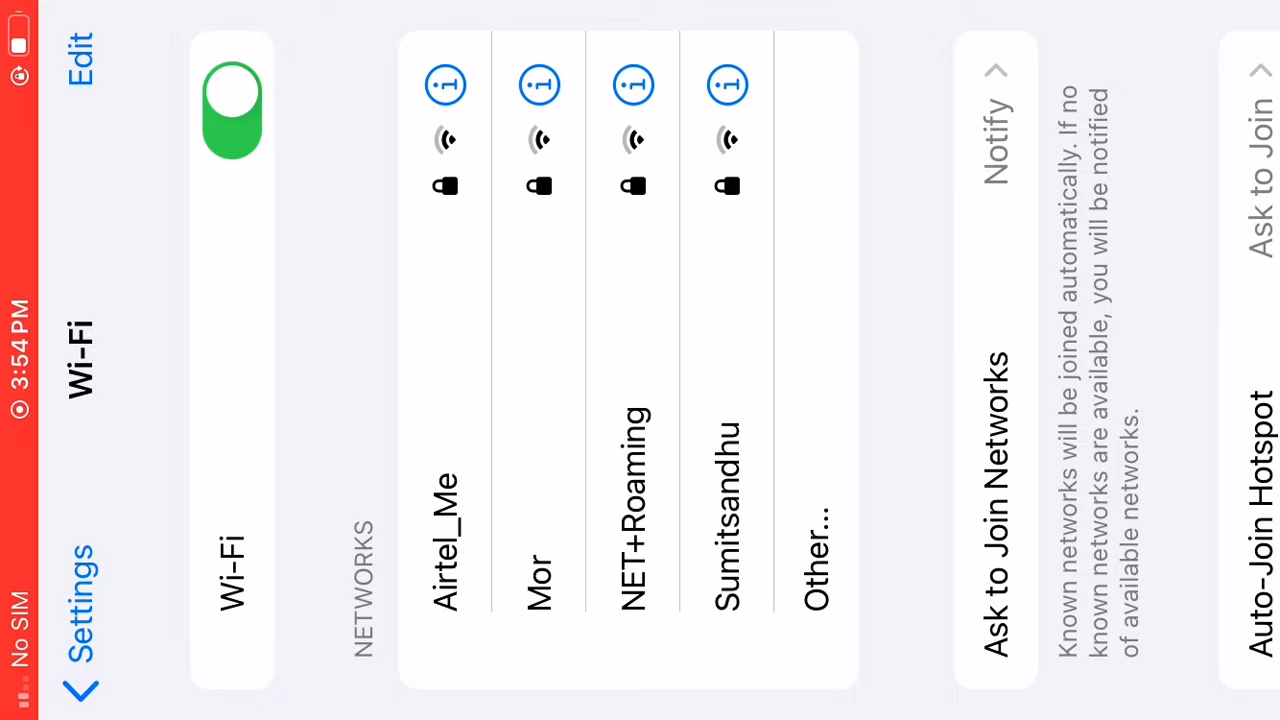 No SIM
3:54 PM
Settings
Wi-Fi
Edit
Wi-Fi
NETWORKS
Airtel_Me
Mor
NET+Roaming
Sumitsandhu
Other...
Ask to Join Networks
Notify
Known networks will be joined automatically. If no
known networks are available, you will be notified
of available networks.
Auto-Join Hotspot
Ask to Join